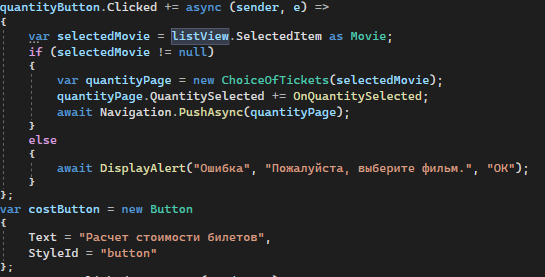 quantityButton.Clicked += async (sender, e) =>
{
    var selectedMovie = listView.SelectedItem as Movie;
    if (selectedMovie != null)
    {
        var quantityPage = new ChoiceOfTickets(selectedMovie);
        quantityPage.QuantitySelected += OnQuantitySelected;
        await Navigation.PushAsync(quantityPage);
    }
    else
    {
        await DisplayAlert("Ошибка", "Пожалуйста, выберите фильм.", "OK");
    }
};
var costButton = new Button
{
    Text = "Расчет стоимости билетов",
    StyleId = "button"
};